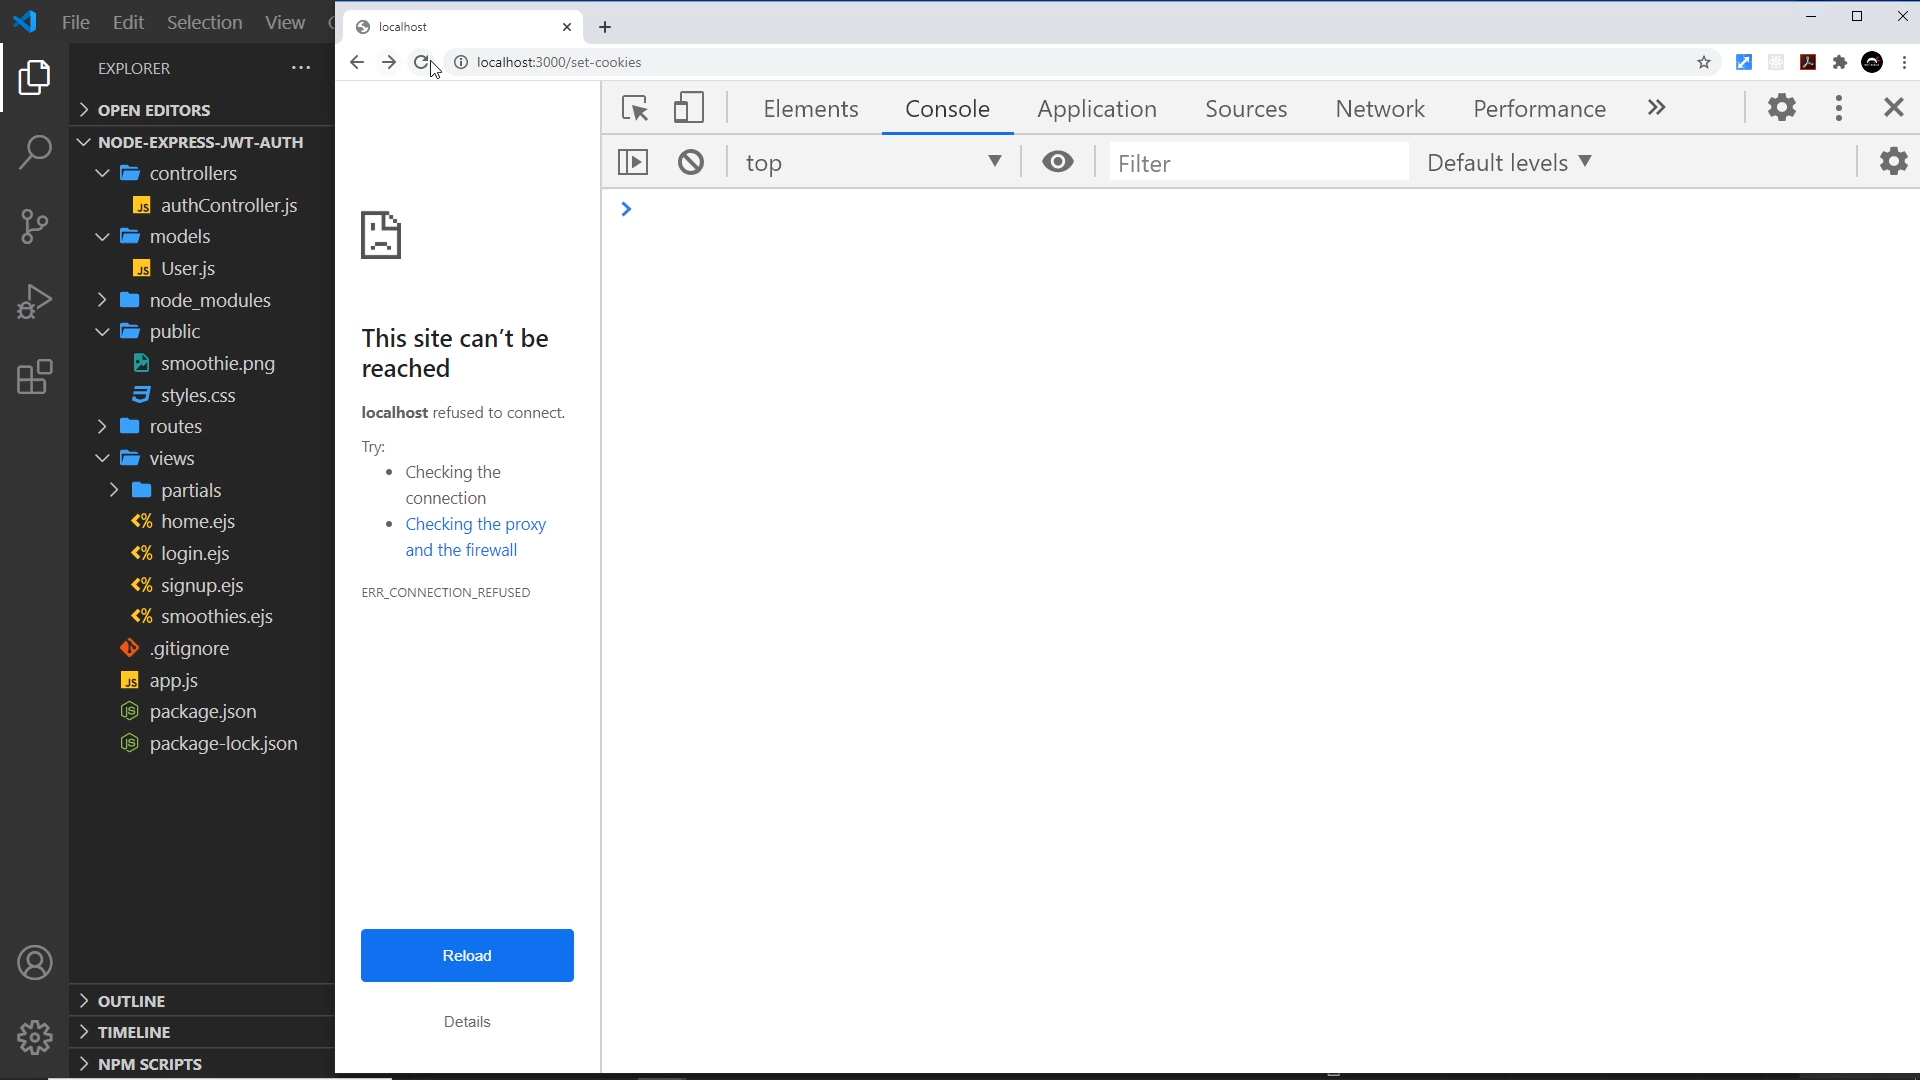 File Edit Selection View
EXPLORER
OPEN EDITORS
NODE-EXPRESS-JWT-AUTH
controllers
authController.js
models
User.js
node_modules
public
smoothie.png
styles.css
routes
views
partials
home.ejs
login.ejs
signup.ejs
smoothies.ejs
.gitignore
app.js
package.json
package-lock.json
OUTLINE
TIMELINE
NPM SCRIPTS
localhost
localhost:3000/set-cookies
This site can't be
reached
localhost refused to connect.
Try:
Checking the
connection
Checking the proxy
and the firewall
ERR_CONNECTION_REFUSED
Reload
Details
Elements Console Application Sources Network Performance
top Filter Default levels